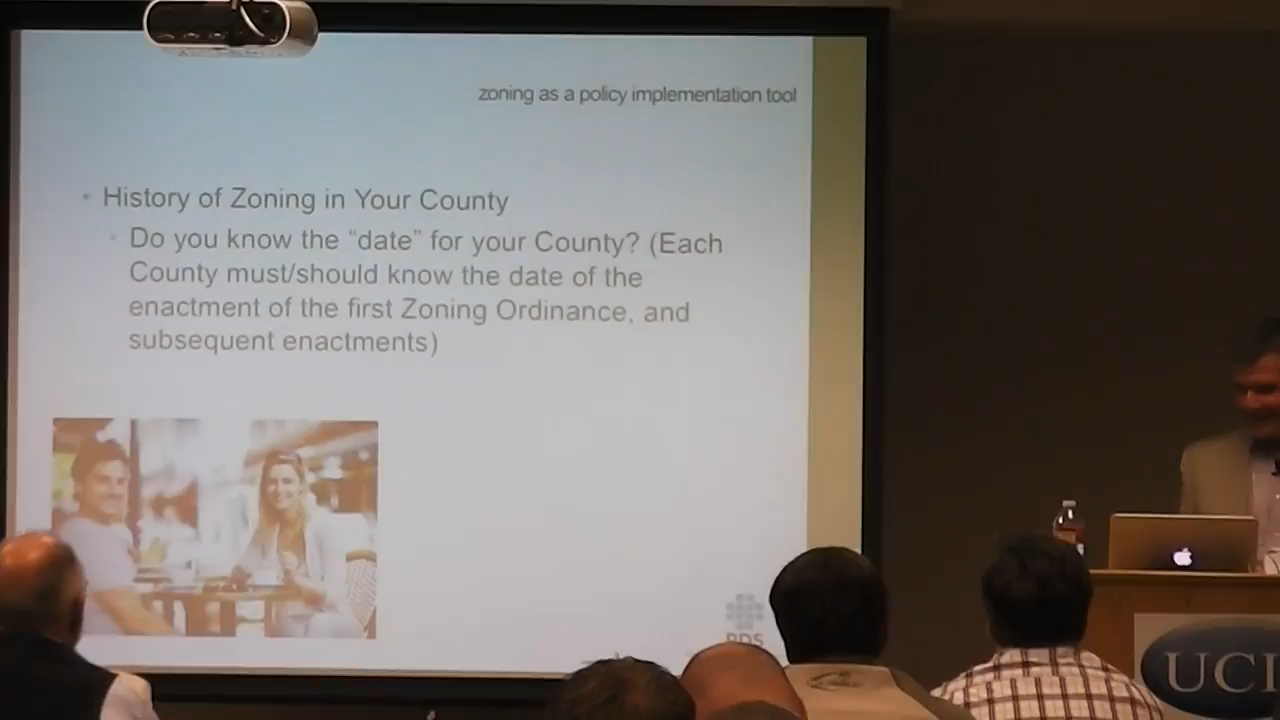 zoning as a policy implementation tool
• History of Zoning in Your County
• Do you know the “date” for your County? (Each
County must/should know the date of the
enactment of the first Zoning Ordinance, and
subsequent enactments)
PDS